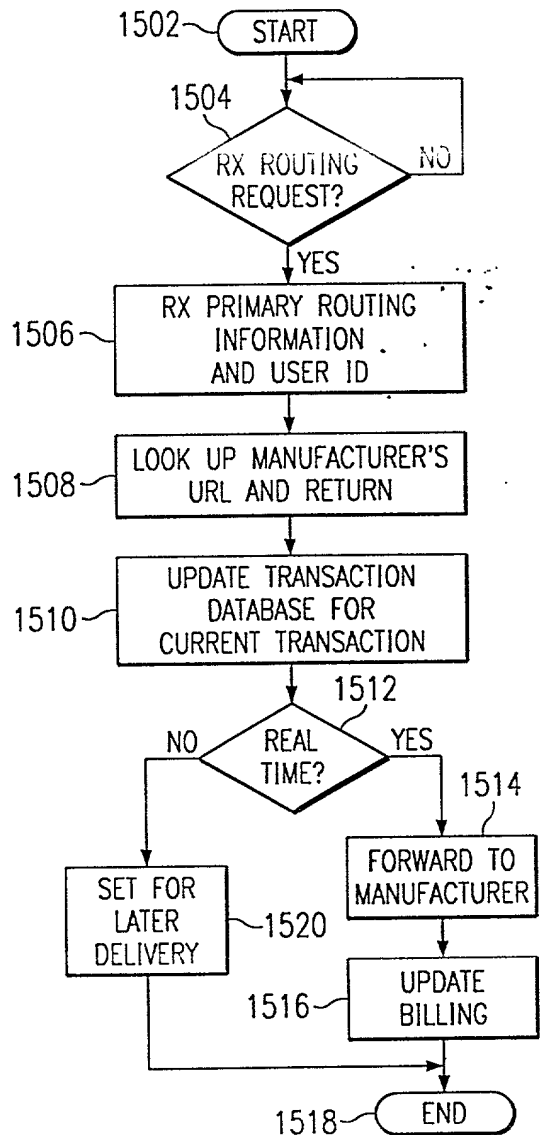 1502
START
1504
RX ROUTING
REQUEST?
NO
YES
1506
RX PRIMARY ROUTING
INFORMATION
AND USER ID
1508
LOOK UP MANUFACTURER'S
URL AND RETURN
1510
UPDATE TRANSACTION
DATABASE FOR
CURRENT TRANSACTION
1512
NO
REAL
TIME?
YES
1514
FORWARD TO
MANUFACTURER
SET FOR
LATER
DELIVERY
1520
1516
UPDATE
BILLING
1518
END